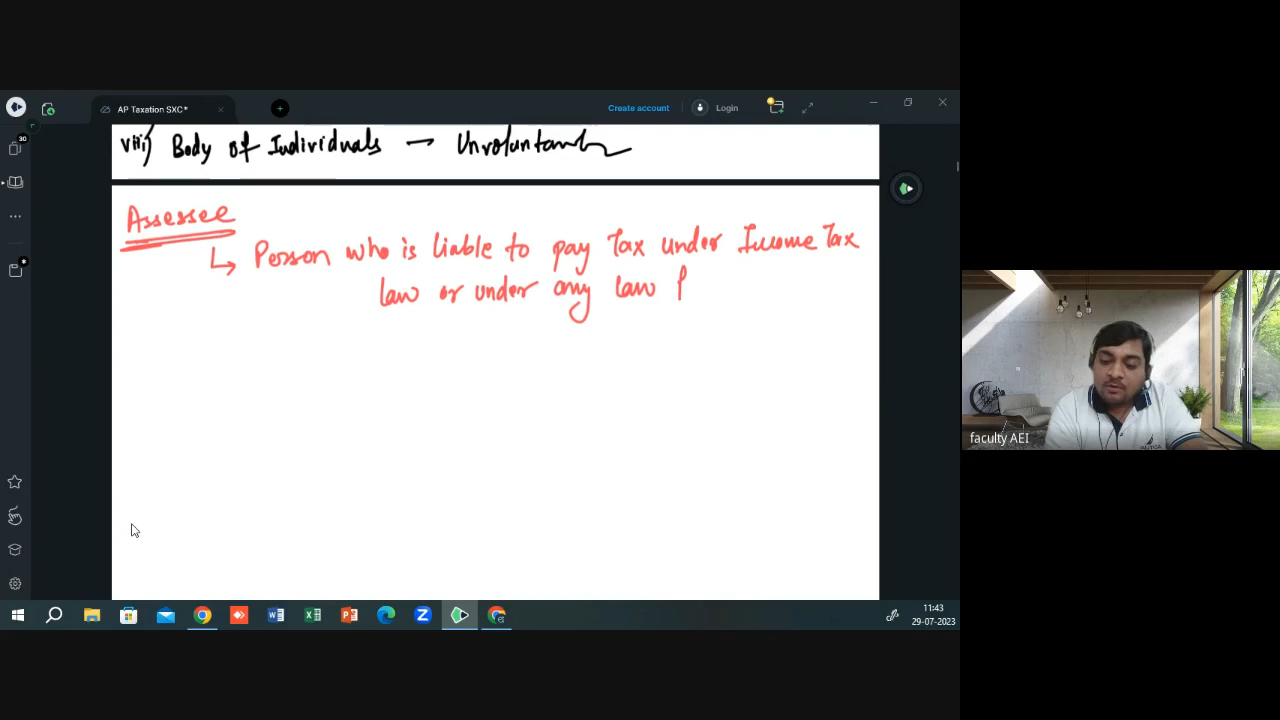 AP Taxation SXC*
Create account
Login
30
viii) Body of Individuals — Unvoluntarily
Assessee
↳ Person who is liable to pay Tax under Income Tax
law or under any law
faculty AEI
11:43
29-07-2023